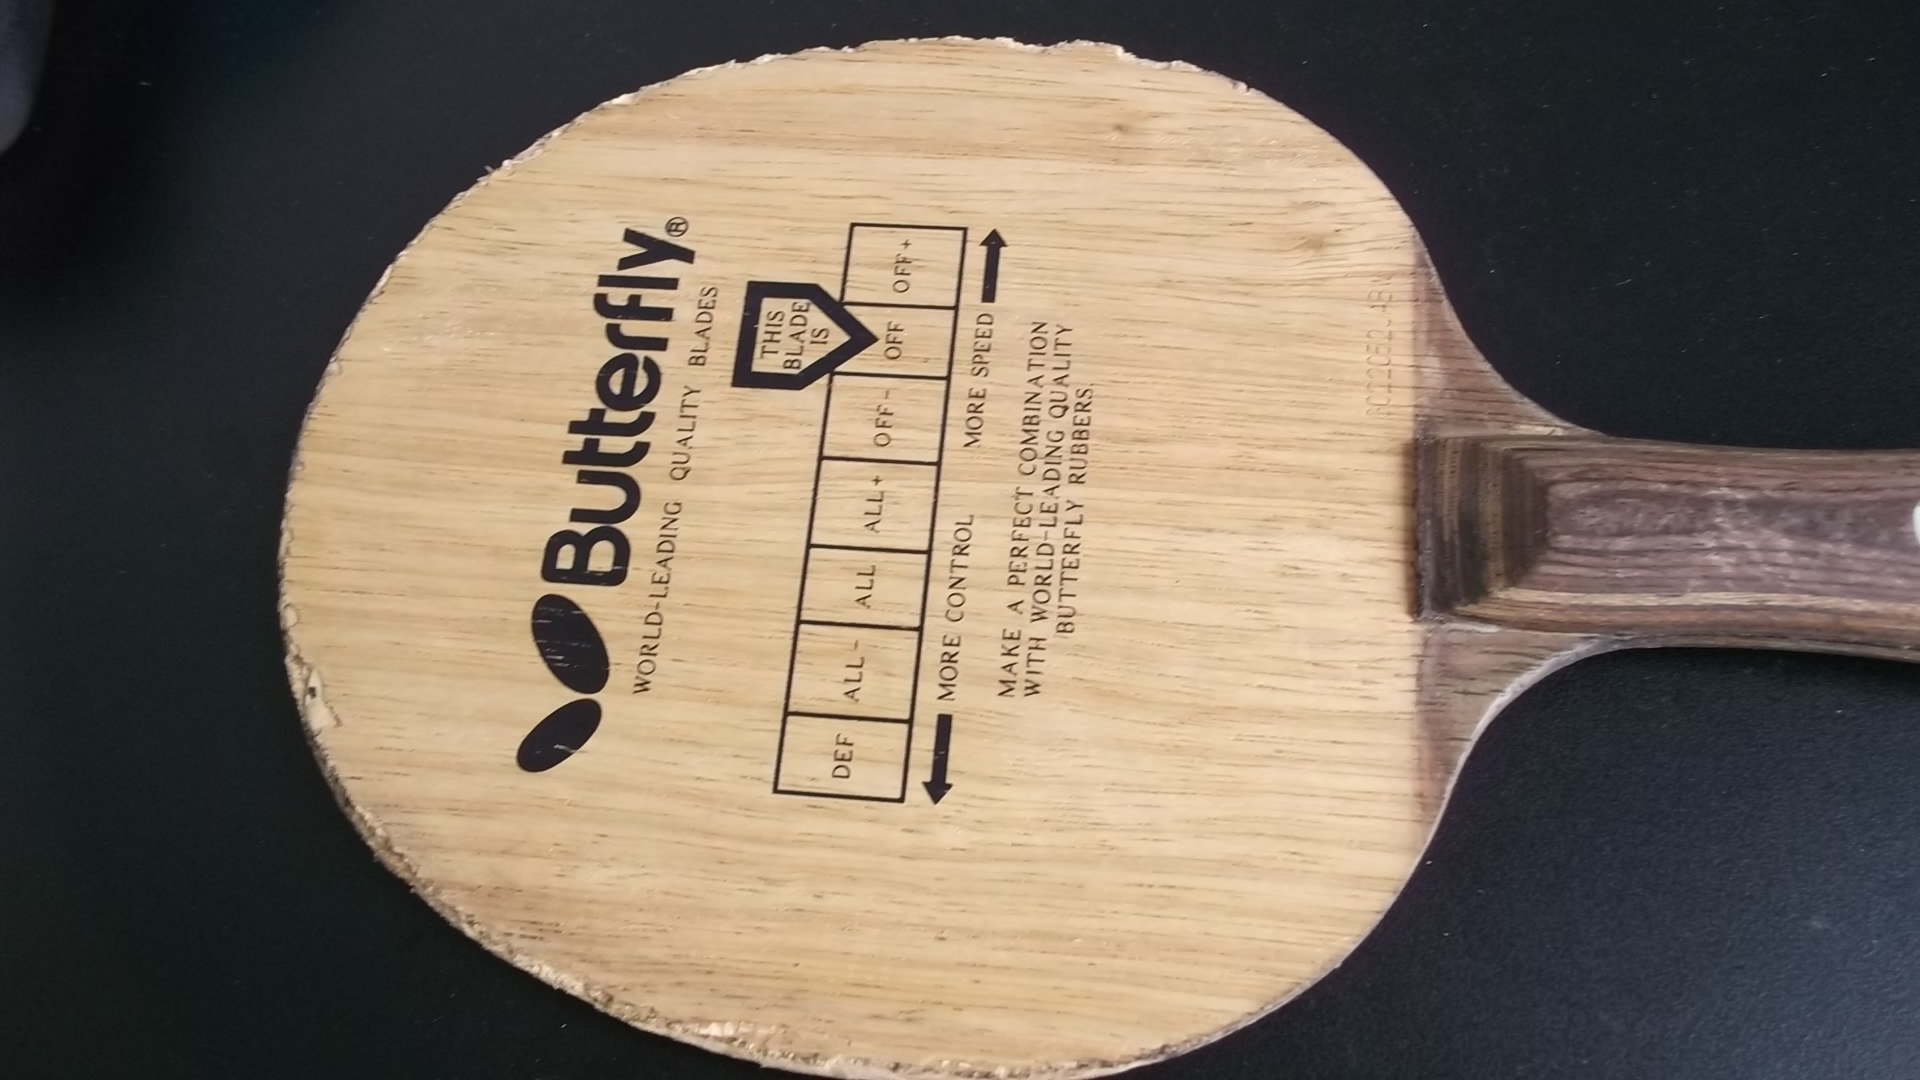 Butterfly®
WORLD-LEADING QUALITY BLADES
THIS
BLADE
IS
DEF ALL- ALL ALL+ OFF- OFF OFF+
MORE CONTROL MORE SPEED
MAKE A PERFECT COMBINATION
WITH WORLD-LEADING QUALITY
BUTTERFLY RUBBERS.